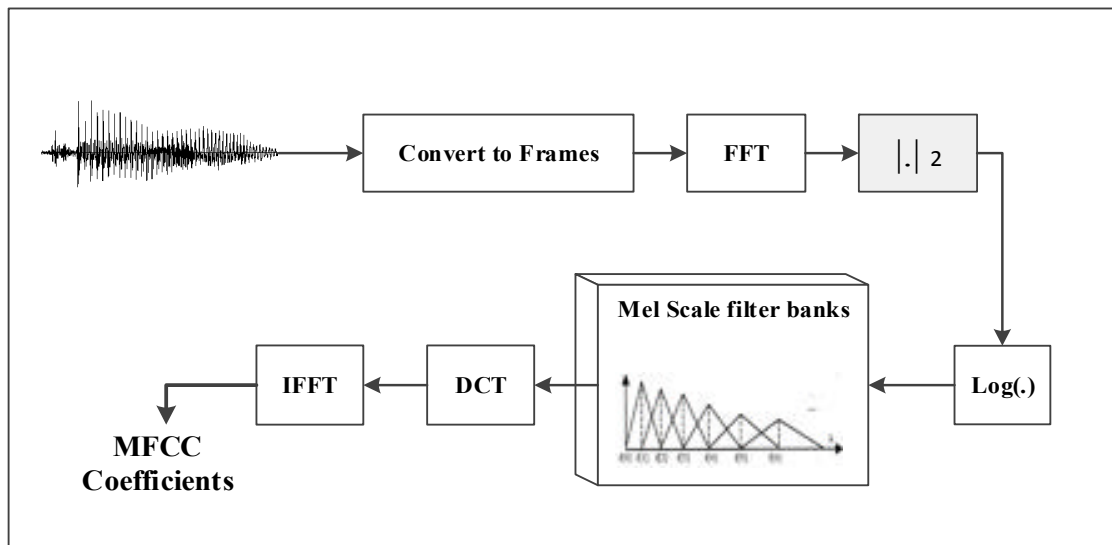 Convert to Frames
FFT
|.| 2
Mel Scale filter banks
Log(.)
DCT
IFFT
MFCC
Coefficients